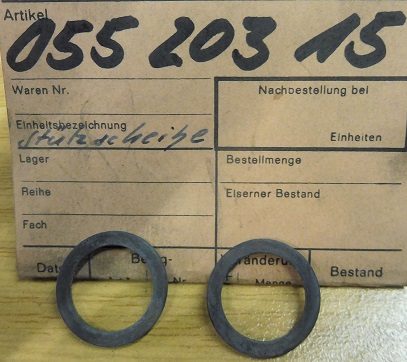 Artikel
055 203 15
Waren Nr.
Nachbestellung bei
Einheitsbezeichnung
Stützscheibe
Einheiten
Lager
Bestellmenge
Reihe
Eiserner Bestand
Fach
Bestand